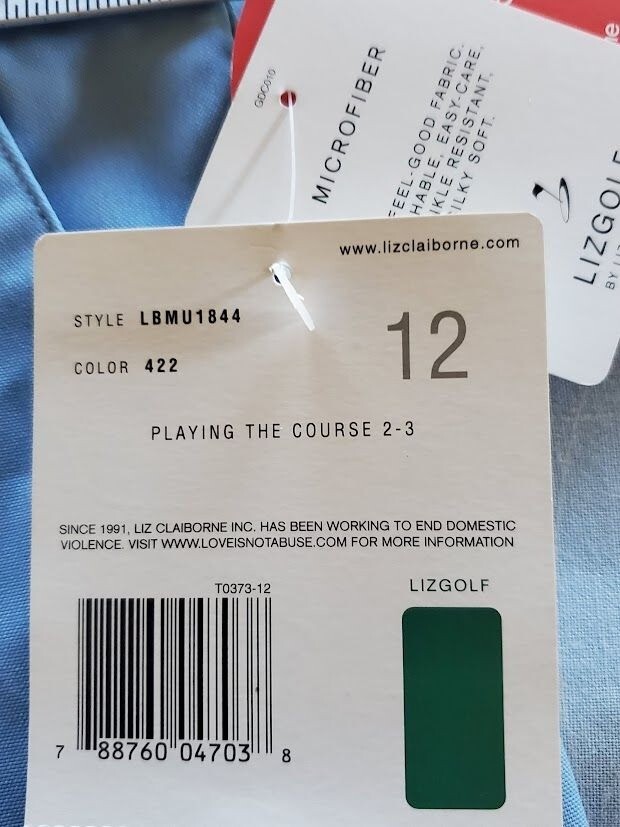 GDC010
MICROFIBER
FEEL-GOOD FABRIC.
EASY-CARE,
RESISTANT,
SOFT.
LIZGOLF
BY
www.lizclaiborne.com
STYLE LBMU1844
COLOR 422
12
PLAYING THE COURSE 2-3
SINCE 1991, LIZ CLAIBORNE INC. HAS BEEN WORKING TO END DOMESTIC
VIOLENCE. VISIT WWW.LOVEISNOTABUSE.COM FOR MORE INFORMATION
T0373-12
LIZGOLF
7 88760 04703 8